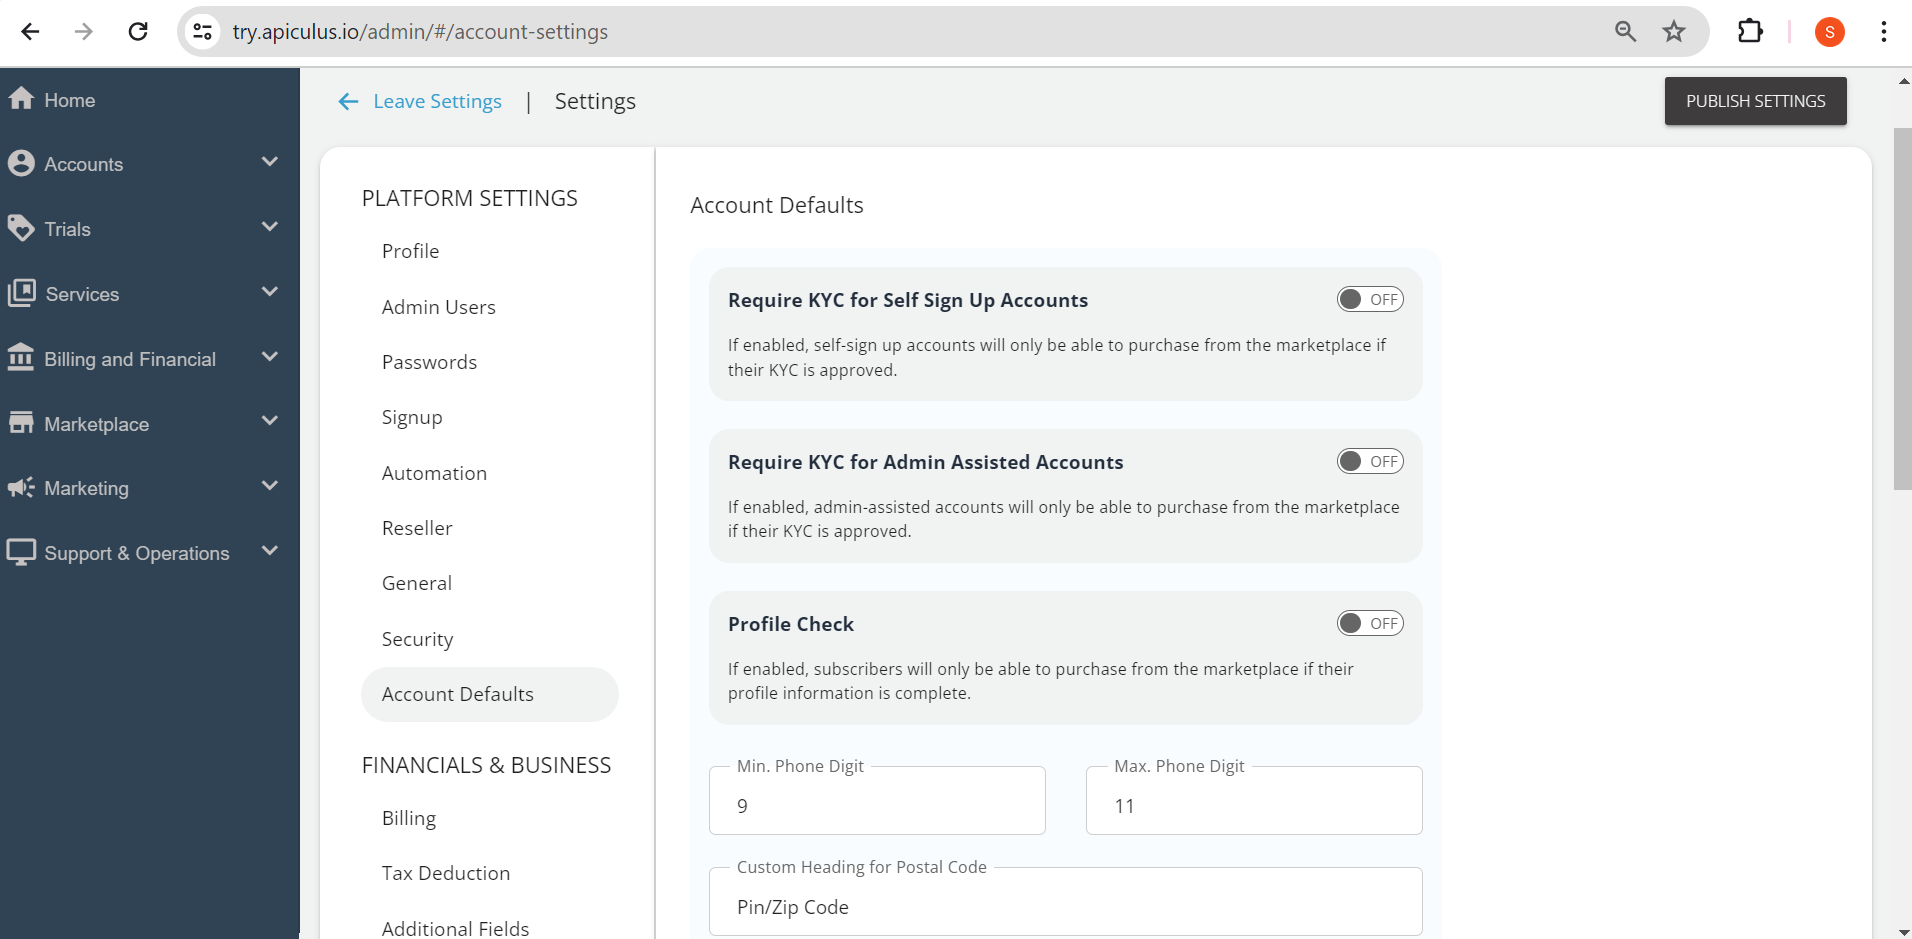 try.apiculus.io/admin/#/account-settings
S
Home
Accounts
Trials
Services
Billing and Financial
Marketplace
Marketing
Support & Operations
Leave Settings | Settings
PUBLISH SETTINGS
PLATFORM SETTINGS
Profile
Admin Users
Passwords
Signup
Automation
Reseller
General
Security
Account Defaults
FINANCIALS & BUSINESS
Billing
Tax Deduction
Additional Fields
Account Defaults
Require KYC for Self Sign Up Accounts
OFF
If enabled, self-sign up accounts will only be able to purchase from the marketplace if
their KYC is approved.
Require KYC for Admin Assisted Accounts
OFF
If enabled, admin-assisted accounts will only be able to purchase from the marketplace
if their KYC is approved.
Profile Check
OFF
If enabled, subscribers will only be able to purchase from the marketplace if their
profile information is complete.
Min. Phone Digit
9
Max. Phone Digit
11
Custom Heading for Postal Code
Pin/Zip Code